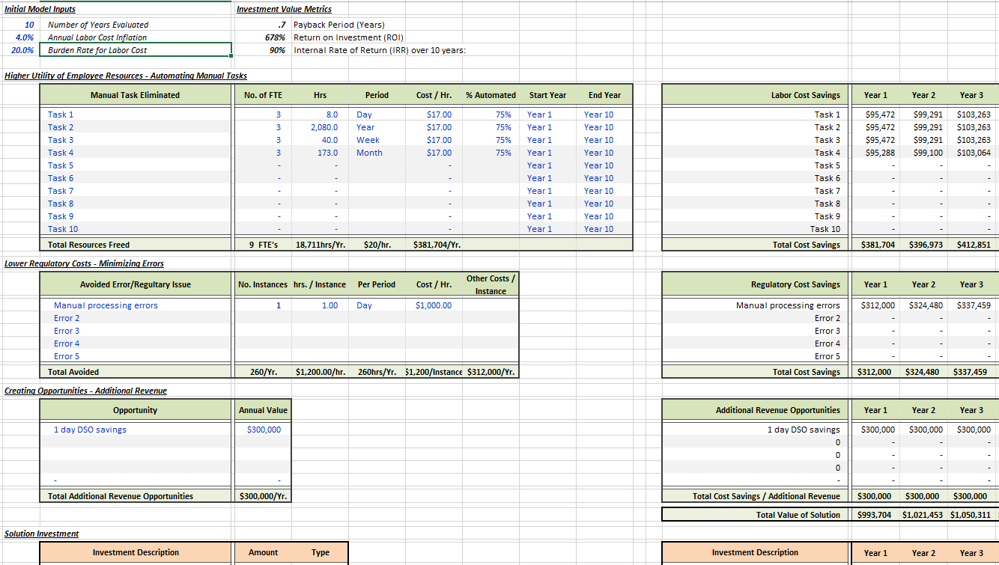 Initial Model Inputs Investment Value Metrics
10 Number of Years Evaluated .7 Payback Period (Years)
4.0% Annual Labor Cost Inflation 678% Return on Investment (ROI)
20.0% Burden Rate for Labor Cost 90% Internal Rate of Return (IRR) over 10 years:
Higher Utility of Employee Resources - Automating Manual Tasks
Manual Task Eliminated No. of FTE Hrs Period Cost / Hr. % Automated Start Year End Year Labor Cost Savings Year 1 Year 2 Year 3
Task 1 3 8.0 Day $17.00 75% Year 1 Year 10 Task 1 $95,472 $99,291 $103,263
Task 2 3 2,080.0 Year $17.00 75% Year 1 Year 10 Task 2 $95,472 $99,291 $103,263
Task 3 3 40.0 Week $17.00 75% Year 1 Year 10 Task 3 $95,472 $99,291 $103,263
Task 4 3 173.0 Month $17.00 75% Year 1 Year 10 Task 4 $95,288 $99,100 $103,064
Task 5 - - - Year 1 Year 10 Task 5 - - -
Task 6 - - - Year 1 Year 10 Task 6 - - -
Task 7 - - - Year 1 Year 10 Task 7 - - -
Task 8 - - - Year 1 Year 10 Task 8 - - -
Task 9 - - - Year 1 Year 10 Task 9 - - -
Task 10 - - - Year 1 Year 10 Task 10 - - -
Total Resources Freed 9 FTE's 18,711hrs/Yr. $20/hr. $381,704/Yr. Total Cost Savings $381,704 $396,973 $412,851
Lower Regulatory Costs - Minimizing Errors
Avoided Error/Regultary Issue No. Instances hrs. / Instance Per Period Cost / Hr. Other Costs / Instance Regulatory Cost Savings Year 1 Year 2 Year 3
Manual processing errors 1 1.00 Day $1,000.00 Manual processing errors $312,000 $324,480 $337,459
Error 2 Error 2 - - -
Error 3 Error 3 - - -
Error 4 Error 4 - - -
Error 5 Error 5 - - -
Total Avoided 260/Yr. $1,200.00/hr. 260hrs/Yr. $1,200/Instance $312,000/Yr. Total Cost Savings $312,000 $324,480 $337,459
Creating Opportunities - Additional Revenue
Opportunity Annual Value Additional Revenue Opportunities Year 1 Year 2 Year 3
1 day DSO savings $300,000 1 day DSO savings $300,000 $300,000 $300,000
0 - - -
0 - - -
0 - - -
- - - - - -
Total Additional Revenue Opportunities $300,000/Yr. Total Cost Savings / Additional Revenue $300,000 $300,000 $300,000
Total Value of Solution $993,704 $1,021,453 $1,050,311
Solution Investment
Investment Description Amount Type Investment Description Year 1 Year 2 Year 3